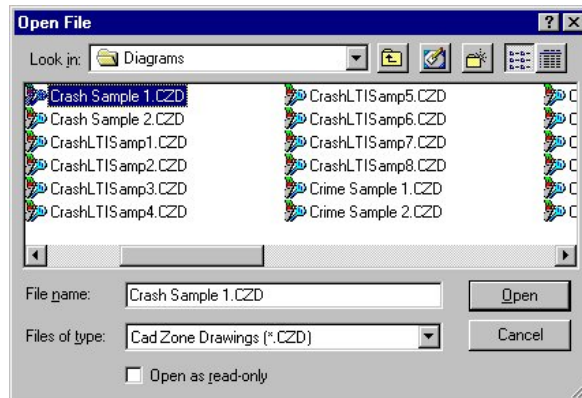 Open File
Look in: Diagrams
Crash Sample 1.CZD
Crash Sample 2.CZD
CrashLTISamp1.CZD
CrashLTISamp2.CZD
CrashLTISamp3.CZD
CrashLTISamp4.CZD
CrashLTISamp5.CZD
CrashLTISamp6.CZD
CrashLTISamp7.CZD
CrashLTISamp8.CZD
Crime Sample 1.CZD
Crime Sample 2.CZD
File name: Crash Sample 1.CZD Open
Files of type: Cad Zone Drawings (*.CZD) Cancel
Open as read-only